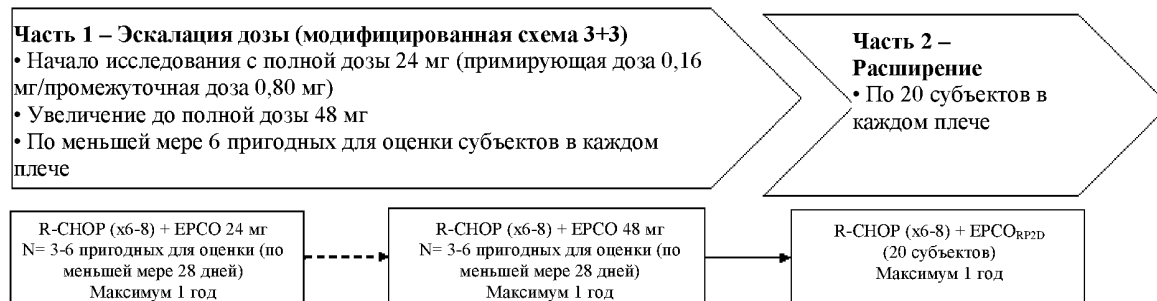 Часть 1 – Эскалация дозы (модифицированная схема 3+3)
• Начало исследования с полной дозы 24 мг (примирующая доза 0,16
мг/промежуточная доза 0,80 мг)
• Увеличение до полной дозы 48 мг
• По меньшей мере 6 пригодных для оценки субъектов в каждом
плече
Часть 2 –
Расширение
• По 20 субъектов в
каждом плече
R-CHOP (x6-8) + EPCO 24 мг
N= 3-6 пригодных для оценки (по
меньшей мере 28 дней)
Максимум 1 год
R-CHOP (x6-8) + EPCO 48 мг
N= 3-6 пригодных для оценки (по
меньшей мере 28 дней)
Максимум 1 год
R-CHOP (x6-8) + EPCORP2D
(20 субъектов)
Максимум 1 год